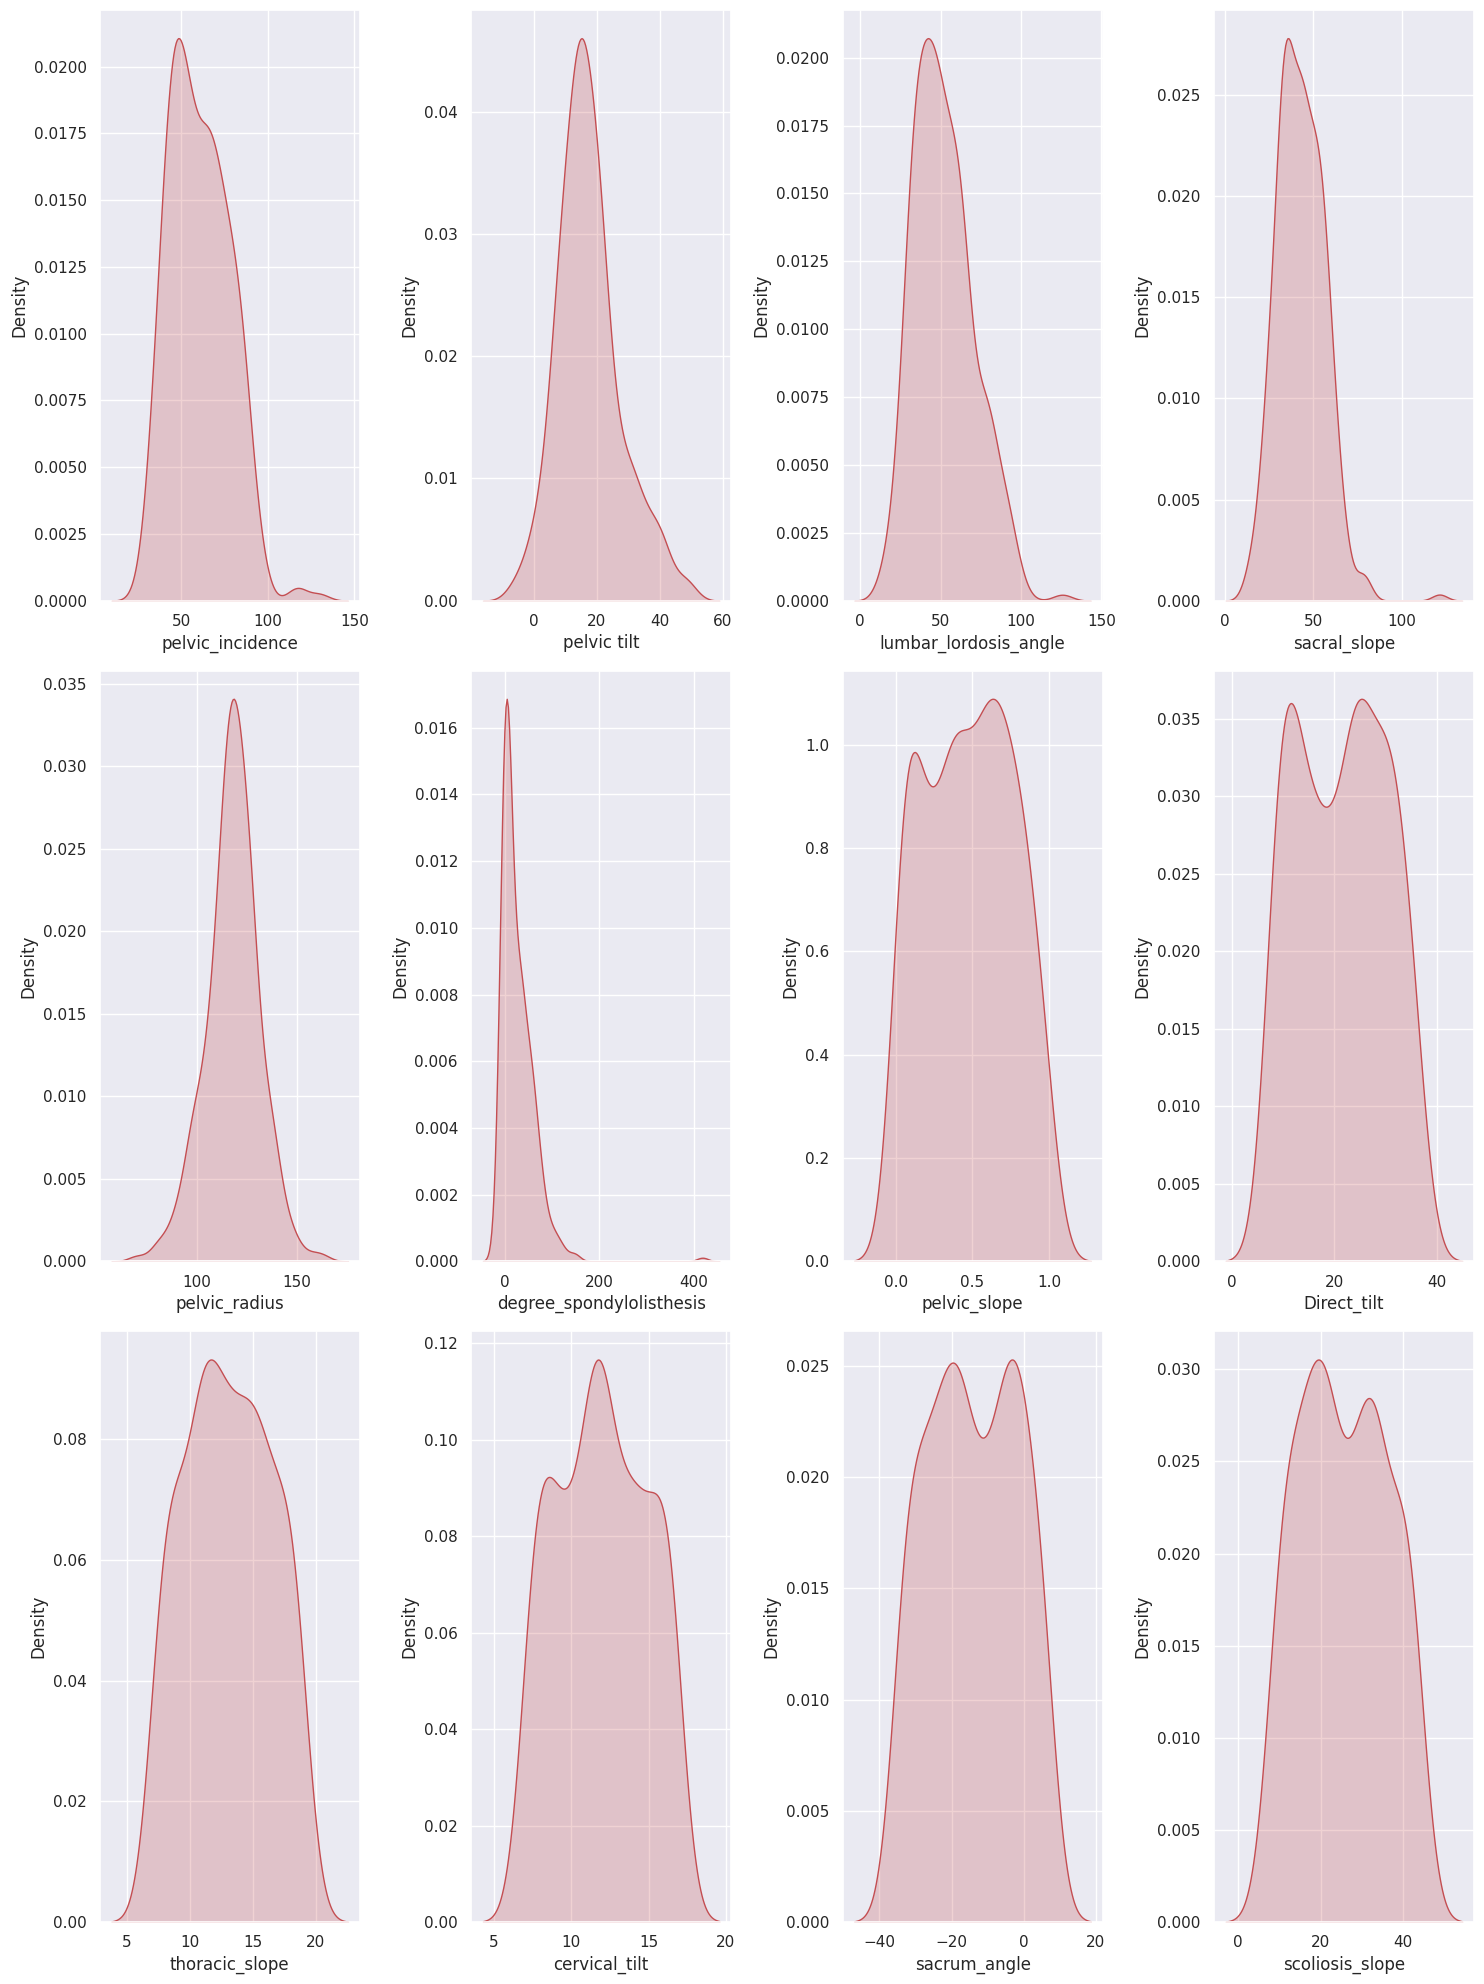 0.0200
0.0175
0.0150
0.0125
0.0100
0.0075
0.0050
0.0025
0.0000
Density
50 100 150
pelvic_incidence
0.04
0.03
0.02
0.01
0.00
Density
0 20 40 60
pelvic tilt
0.0200
0.0175
0.0150
0.0125
0.0100
0.0075
0.0050
0.0025
0.0000
Density
0 50 100 150
lumbar_lordosis_angle
0.025
0.020
0.015
0.010
0.005
0.000
Density
0 50 100
sacral_slope
0.035
0.030
0.025
0.020
0.015
0.010
0.005
0.000
Density
100 150
pelvic_radius
0.016
0.014
0.012
0.010
0.008
0.006
0.004
0.002
0.000
Density
0 200 400
degree_spondylolisthesis
1.0
0.8
0.6
0.4
0.2
0.0
Density
0.0 0.5 1.0
pelvic_slope
0.035
0.030
0.025
0.020
0.015
0.010
0.005
0.000
Density
0 20 40
Direct_tilt
0.08
0.06
0.04
0.02
0.00
Density
5 10 15 20
thoracic_slope
0.12
0.10
0.08
0.06
0.04
0.02
0.00
Density
5 10 15 20
cervical_tilt
0.025
0.020
0.015
0.010
0.005
0.000
Density
−40 −20 0 20
sacrum_angle
0.030
0.025
0.020
0.015
0.010
0.005
0.000
Density
0 20 40
scoliosis_slope